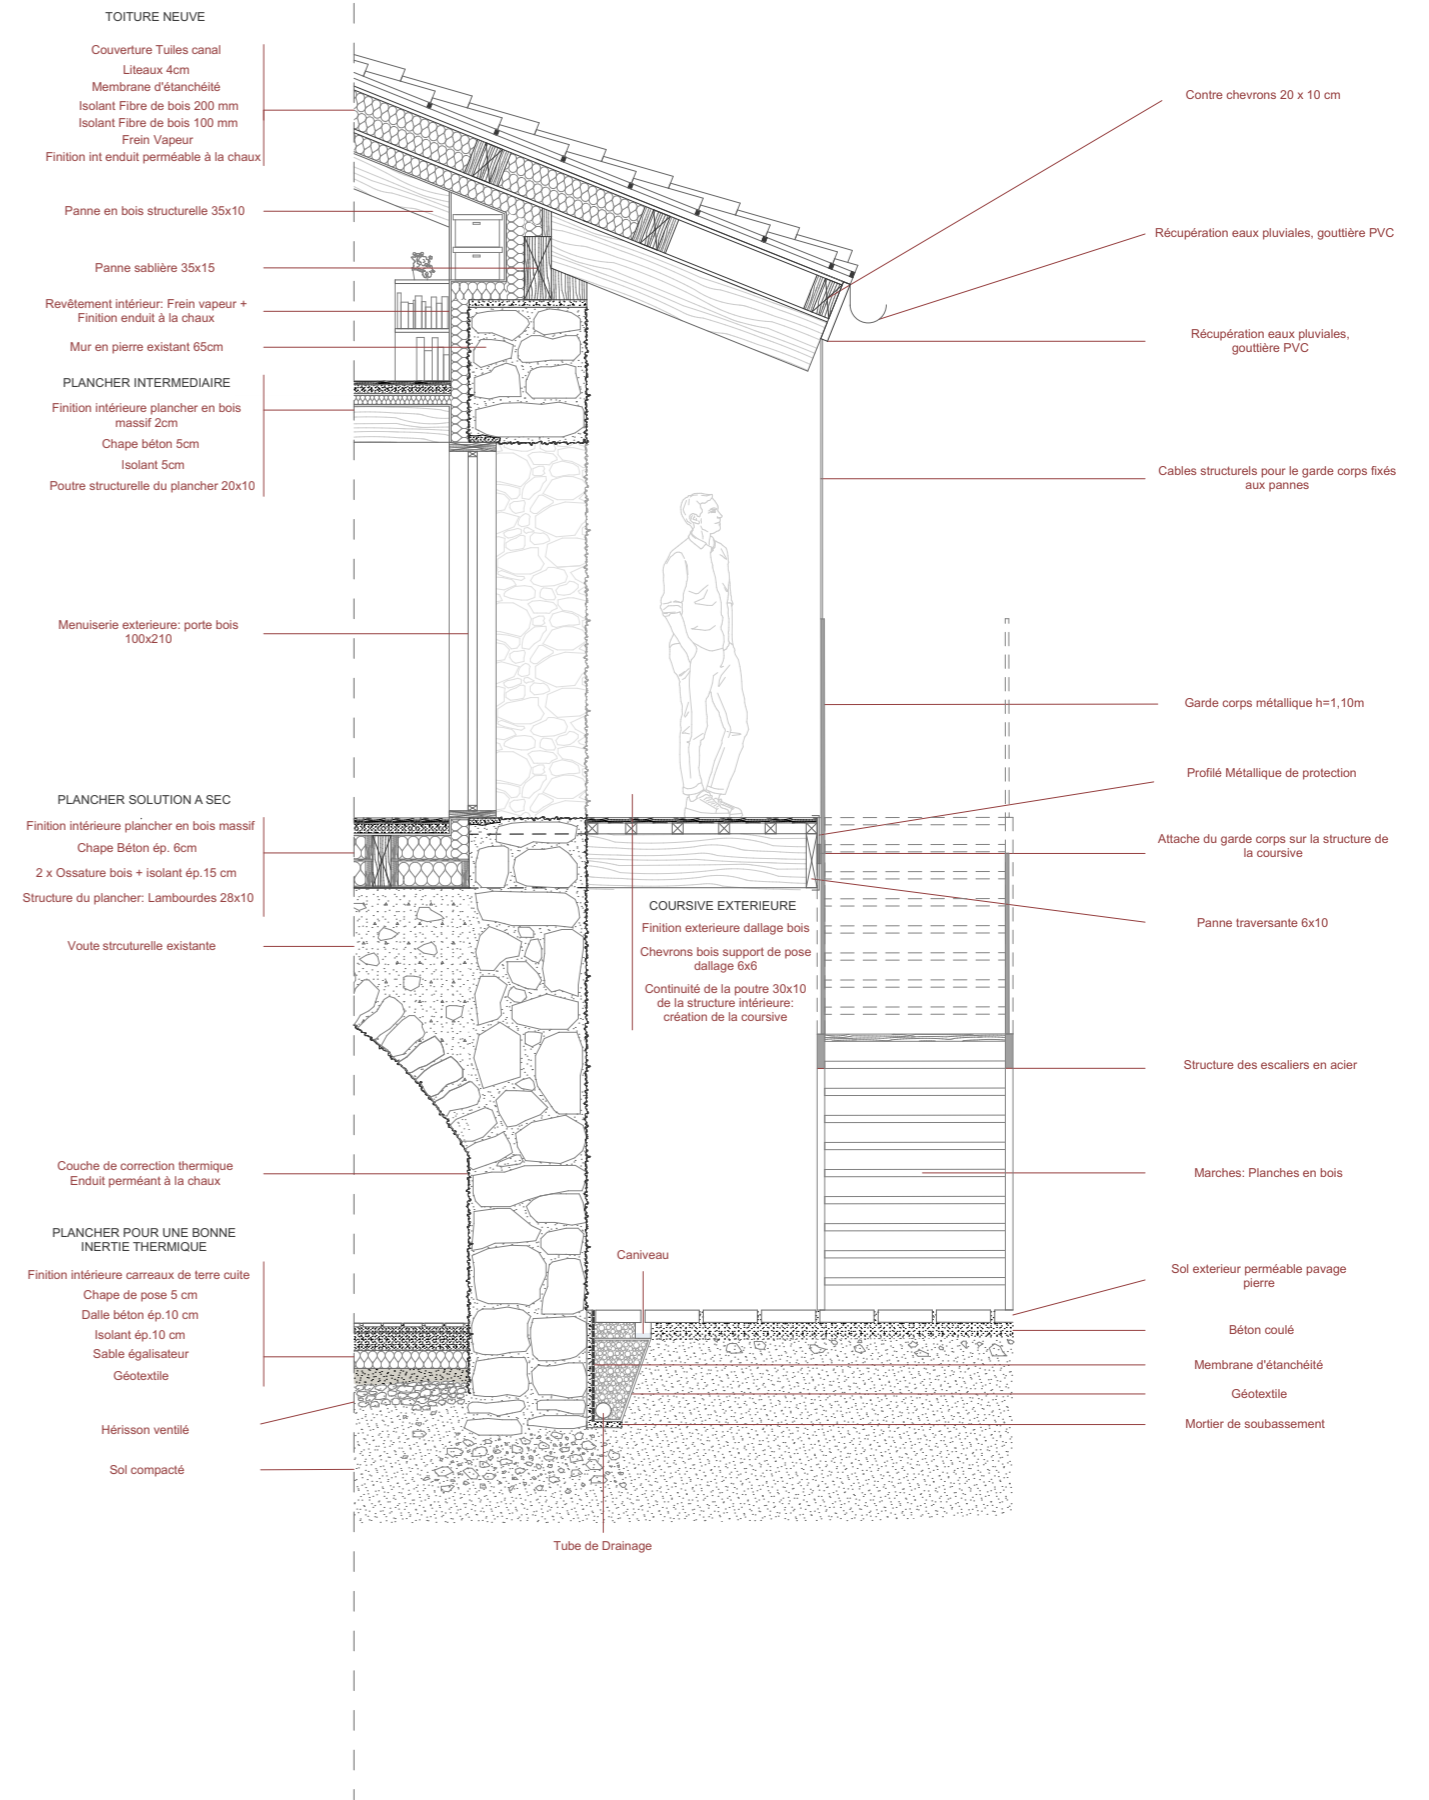 TOITURE NEUVE
Couverture Tuiles canal
Liteaux 4cm
Membrane d'étanchéité
Isolant Fibre de bois 200 mm
Isolant Fibre de bois 100 mm
Frein Vapeur
Finition int enduit perméable à la chaux
Panne en bois structurelle 35x10
Panne sablière 35x15
Revêtement intérieur: Frein vapeur +
Finition enduit à la chaux
Mur en pierre existant 65cm
PLANCHER INTERMEDIAIRE
Finition intérieure plancher en bois
massif 2cm
Chape béton 5cm
Isolant 5cm
Poutre structurelle du plancher 20x10
Menuiserie exterieure: porte bois
100x210
PLANCHER SOLUTION A SEC
Finition intérieure plancher en bois massif
Chape Béton ép. 6cm
2 x Ossature bois + isolant ép.15 cm
Structure du plancher: Lambourdes 28x10
Voute strcuturelle existante
Couche de correction thermique
Enduit perméant à la chaux
PLANCHER POUR UNE BONNE
INERTIE THERMIQUE
Finition intérieure carreaux de terre cuite
Chape de pose 5 cm
Dalle béton ép.10 cm
Isolant ép.10 cm
Sable égalisateur
Géotextile
Hérisson ventilé
Sol compacté
COURSIVE EXTERIEURE
Finition exterieure dallage bois
Chevrons bois support de pose
dallage 6x6
Continuité de la poutre 30x10
de la structure intérieure:
création de la coursive
Caniveau
Tube de Drainage
Contre chevrons 20 x 10 cm
Récupération eaux pluviales, gouttière PVC
Récupération eaux pluviales,
gouttière PVC
Cables structurels pour le garde corps fixés
aux pannes
Garde corps métallique h=1,10m
Profilé Métallique de protection
Attache du garde corps sur la structure de
la coursive
Panne traversante 6x10
Structure des escaliers en acier
Marches: Planches en bois
Sol exterieur perméable pavage
pierre
Béton coulé
Membrane d'étanchéité
Géotextile
Mortier de soubassement